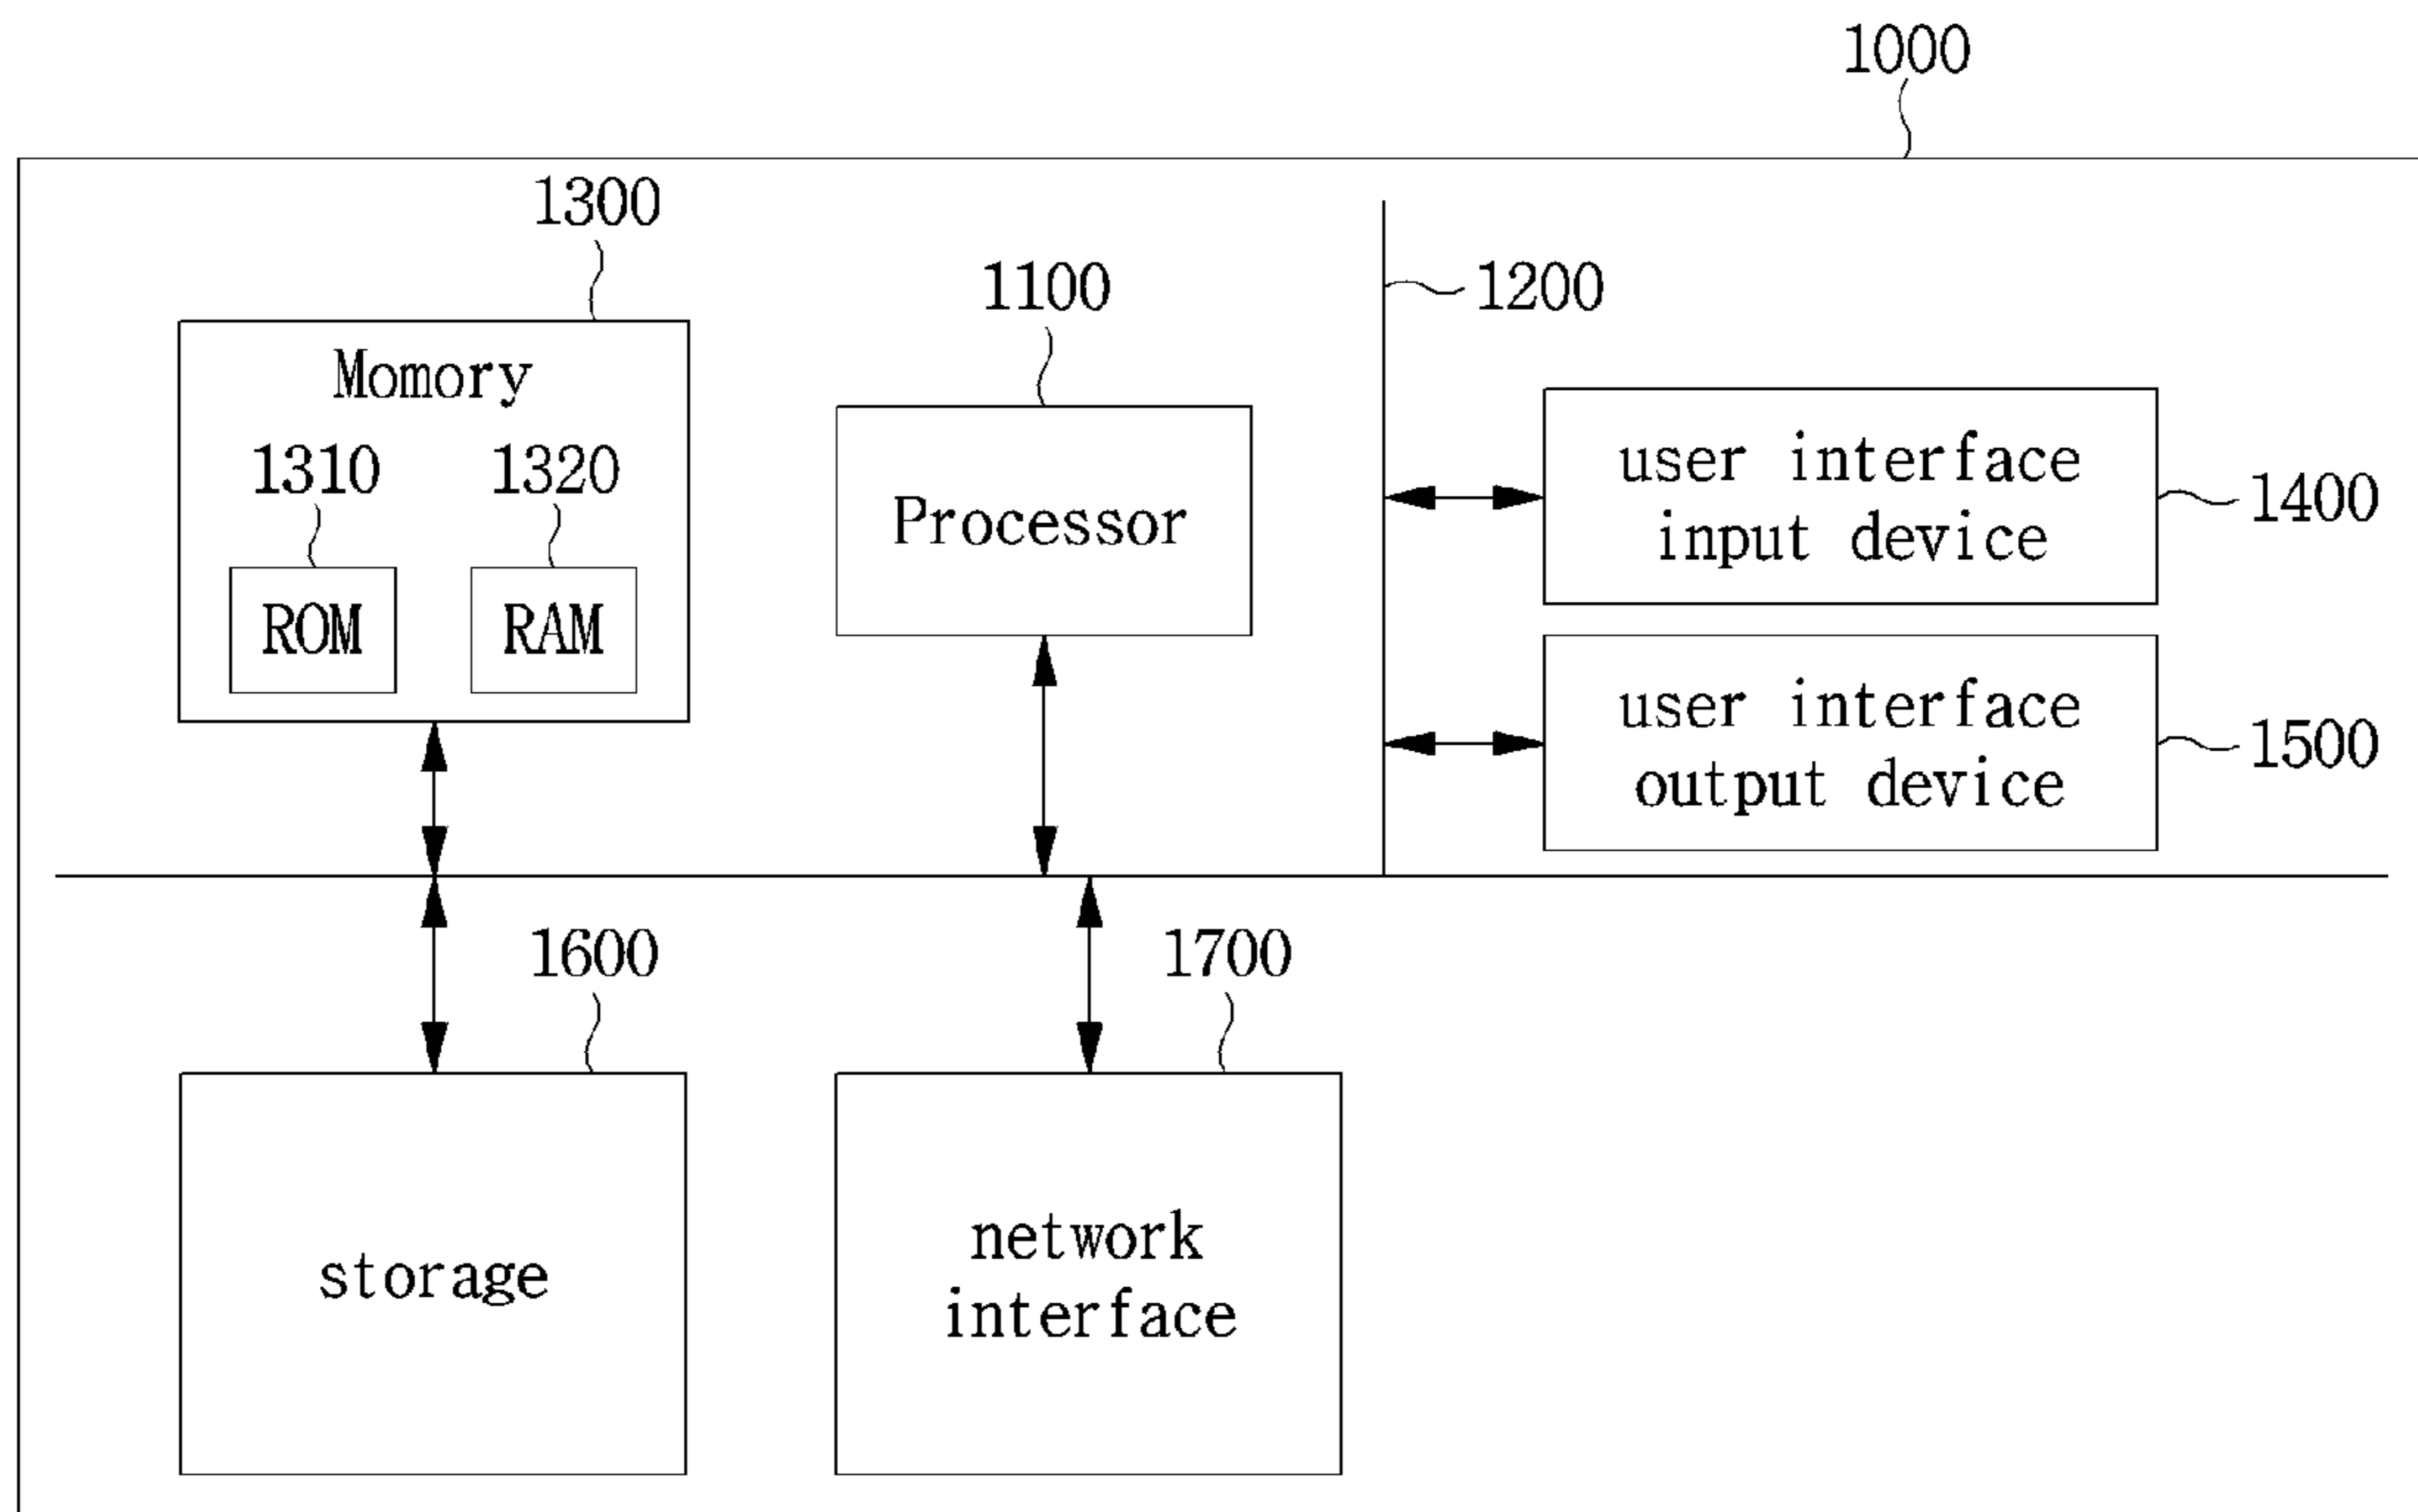 1000
1300
1100
1200
Momory
1310
1320
ROM
RAM
Processor
user interface
input device
1400
user interface
output device
1500
1600
1700
storage
network
interface